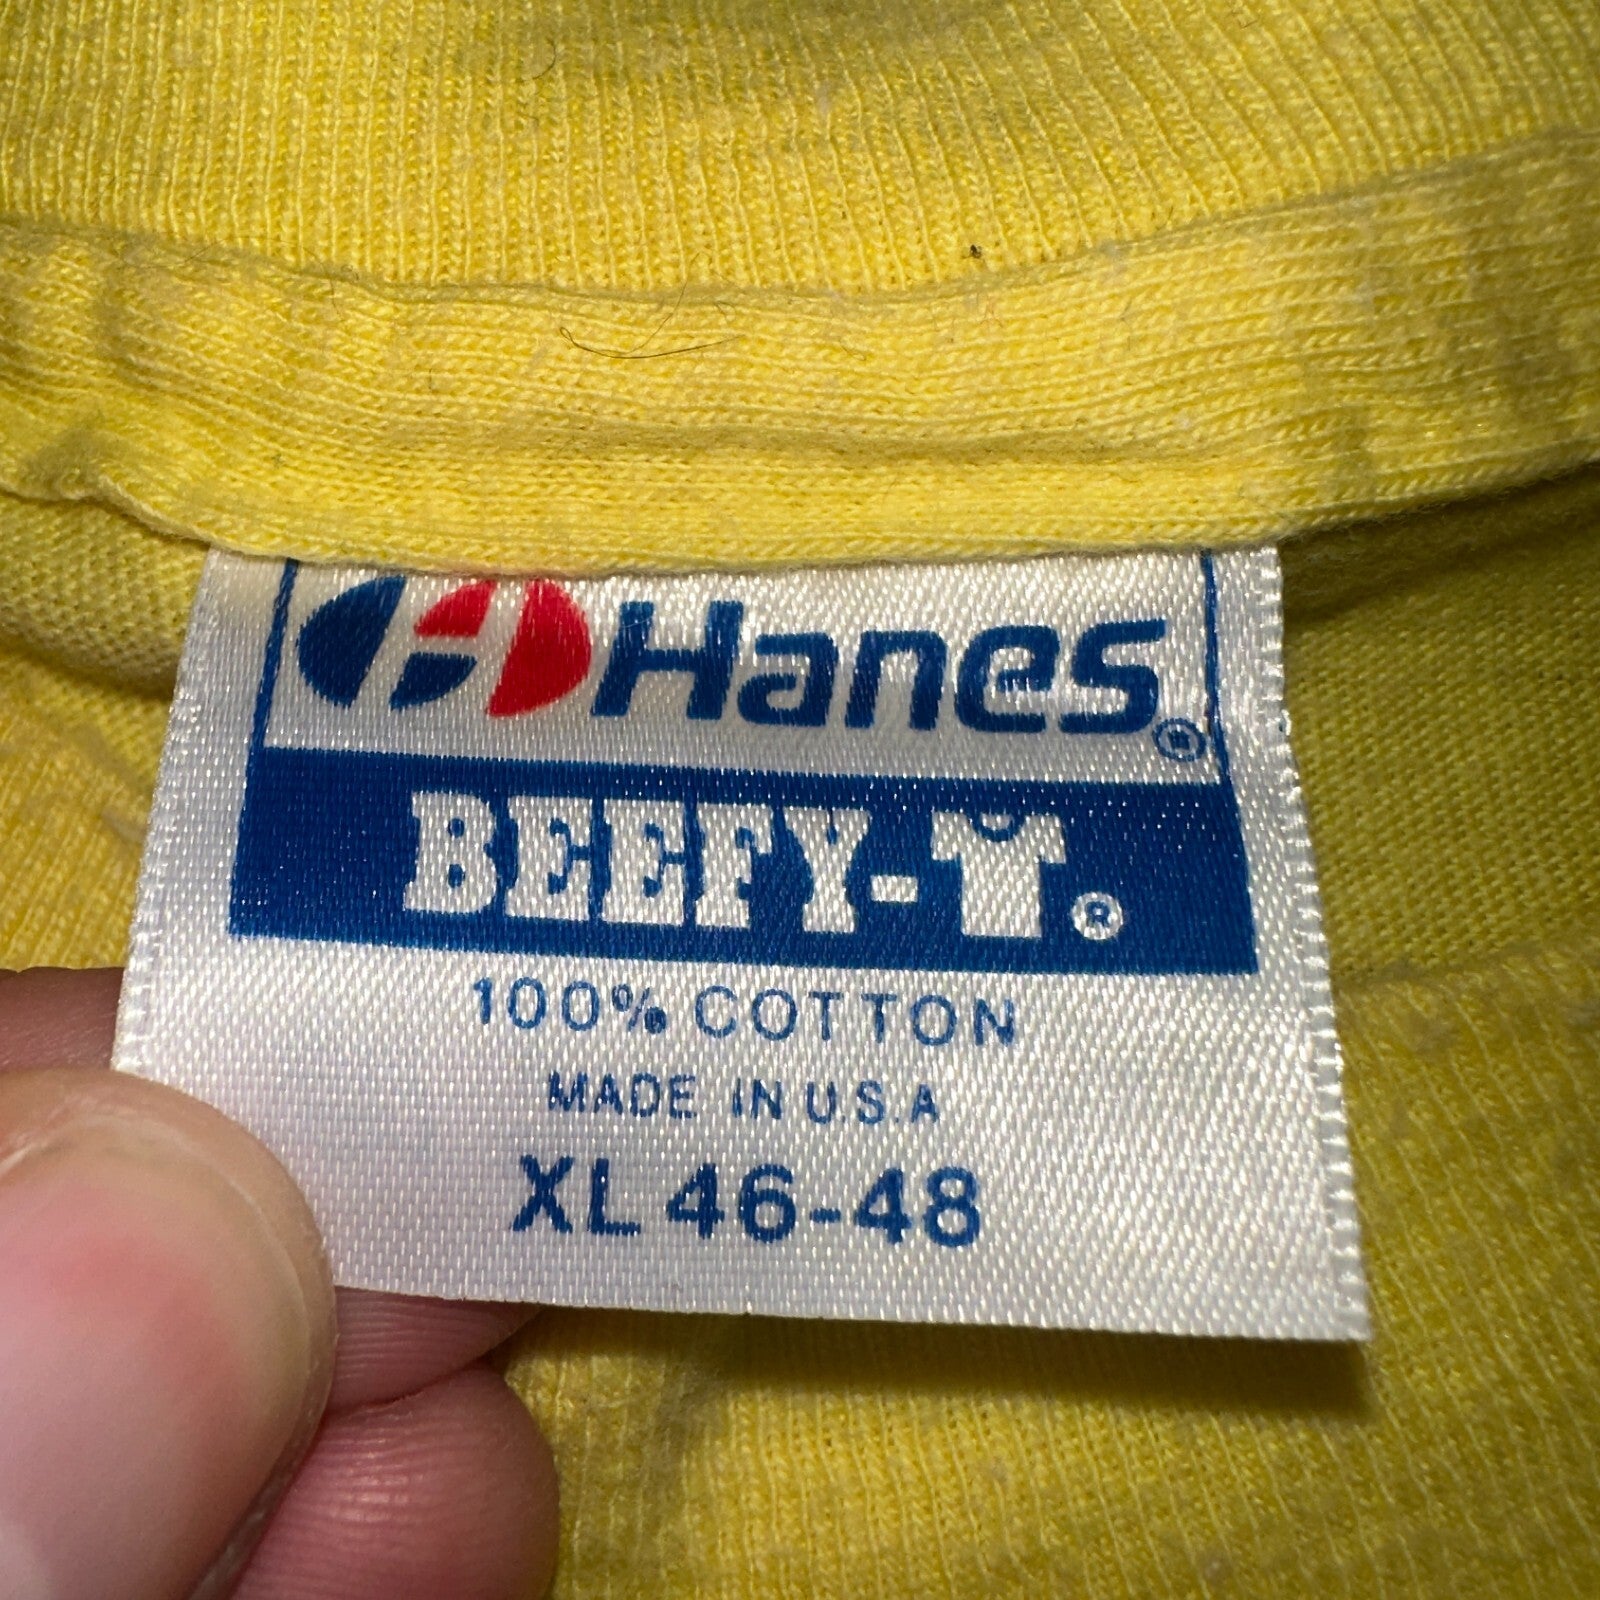 Hanes®
BEEFY-T®
100% COTTON
MADE IN U.S.A
XL 46-48